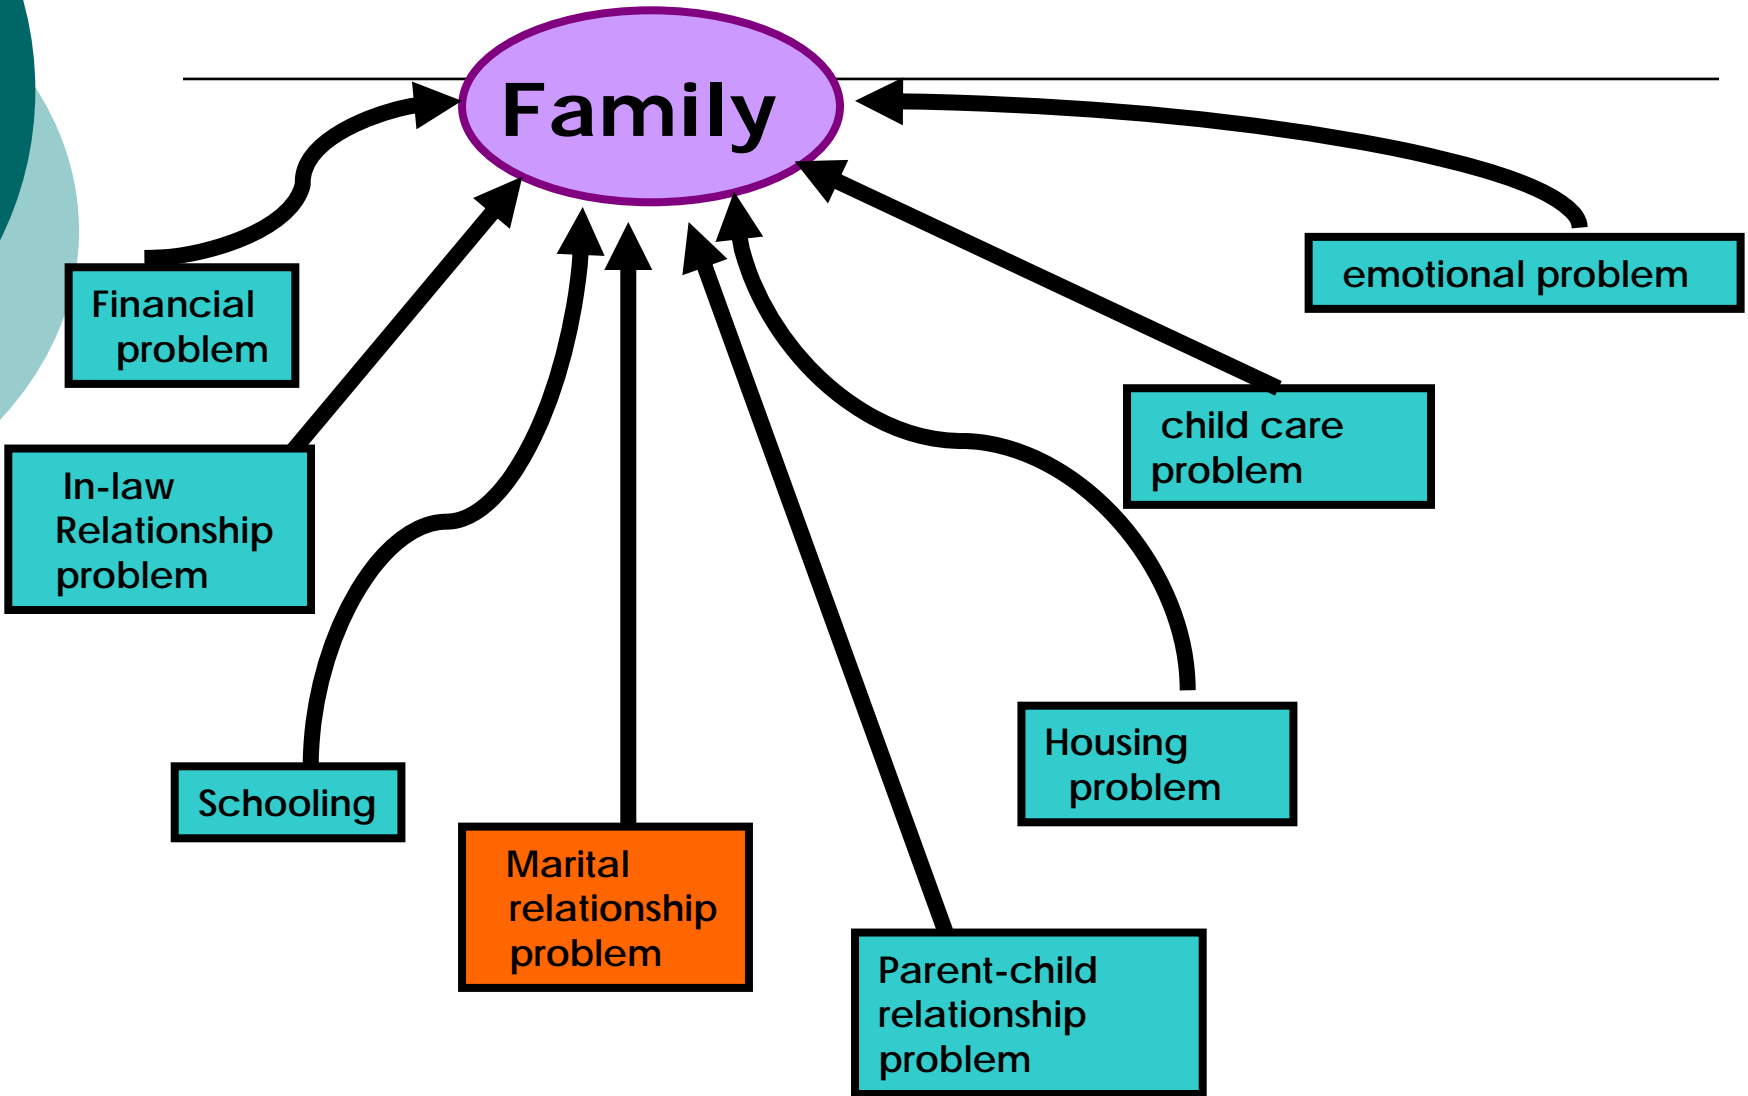 Family
Financial
problem
emotional problem
In-law
Relationship
problem
child care
problem
Schooling
Marital
relationship
problem
Housing
problem
Parent-child
relationship
problem